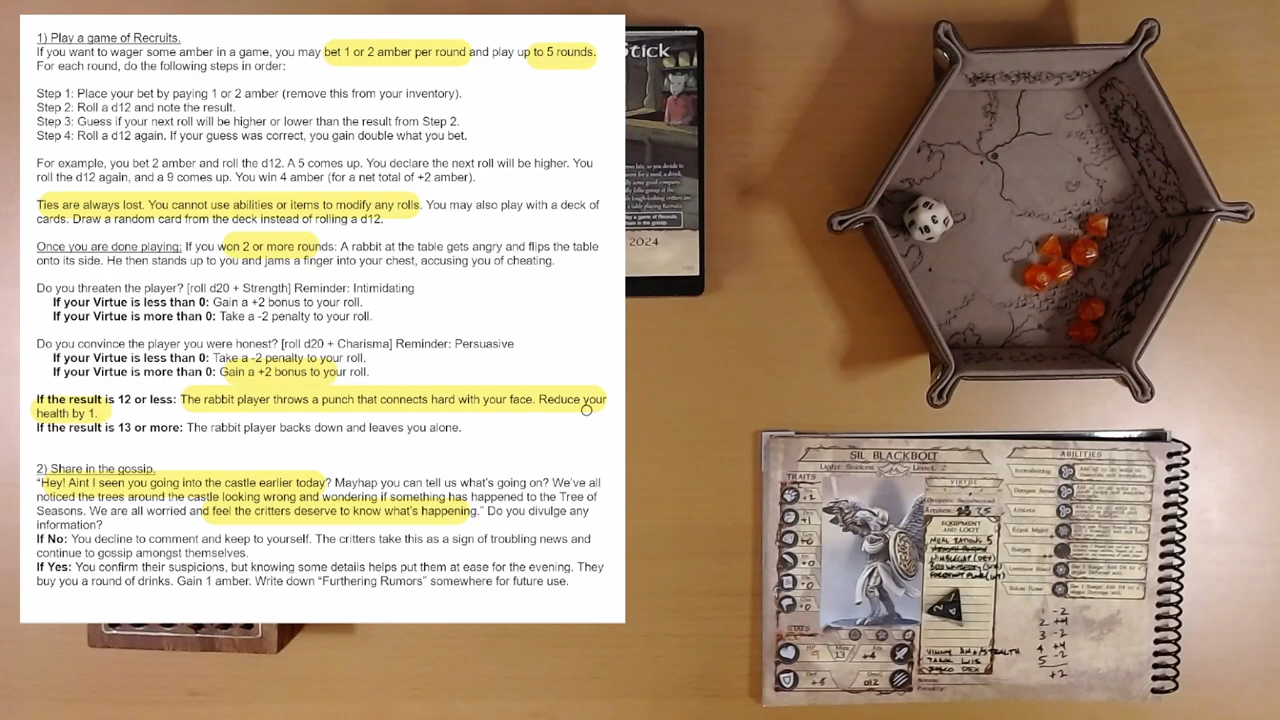 1) Play a game of Recruits.
If you want to wager some amber in a game, you may bet 1 or 2 amber per round and play up to 5 rounds.
For each round, do the following steps in order:
Step 1: Place your bet by paying 1 or 2 amber (remove this from your inventory).
Step 2: Roll a d12 and note the result.
Step 3: Guess if your next roll will be higher or lower than the result from Step 2.
Step 4: Roll a d12 again. If your guess was correct, you gain double what you bet.
For example, you bet 2 amber and roll the d12. A 5 comes up. You declare the next roll will be higher. You
roll the d12 again, and a 9 comes up. You win 4 amber (for a net total of +2 amber).
Ties are always lost. You cannot use abilities or items to modify any rolls. You may also play with a deck of
cards. Draw a random card from the deck instead of rolling a d12.
Once you are done playing: If you won 2 or more rounds: A rabbit at the table gets angry and flips the table
onto its side. He then stands up to you and jams a finger into your chest, accusing you of cheating.
Do you threaten the player? [roll d20 + Strength] Reminder: Intimidating
If your Virtue is less than 0: Gain a +2 bonus to your roll.
If your Virtue is more than 0: Take a -2 penalty to your roll.
Do you convince the player you were honest? [roll d20 + Charisma] Reminder: Persuasive
If your Virtue is less than 0: Take a -2 penalty to your roll.
If your Virtue is more than 0: Gain a +2 bonus to your roll.
If the result is 12 or less: The rabbit player throws a punch that connects hard with your face. Reduce your
health by 1.
If the result is 13 or more: The rabbit player backs down and leaves you alone.
2) Share in the gossip.
"Hey! Aint I seen you going into the castle earlier today? Maybe you can tell us what's going on? We've all
noticed the trees around the castle looking wrong and wondering if something has happened to the Tree of
Seasons. We are all worried and feel the critters deserve to know what's happening." Do you divulge any
information?
If No: You decline to comment and keep to yourself. The critters take this as a sign of troubling news and
continue to gossip amongst themselves.
If Yes: You confirm their suspicions, but knowing some details helps put them at ease for the evening. They
buy you a round of drinks. Gain 1 amber. Write down "Furthering Rumors" somewhere for future use.
Stick
2024
SIL BLACKBOLT
Level: 2
ABILITIES
TRAITS
VIRTUE
EQUIPMENT
AND LOOT
MEAL RATIONS 5
STATS
1 -2
2 +4
3 -2
4 +4
5 -2
+2